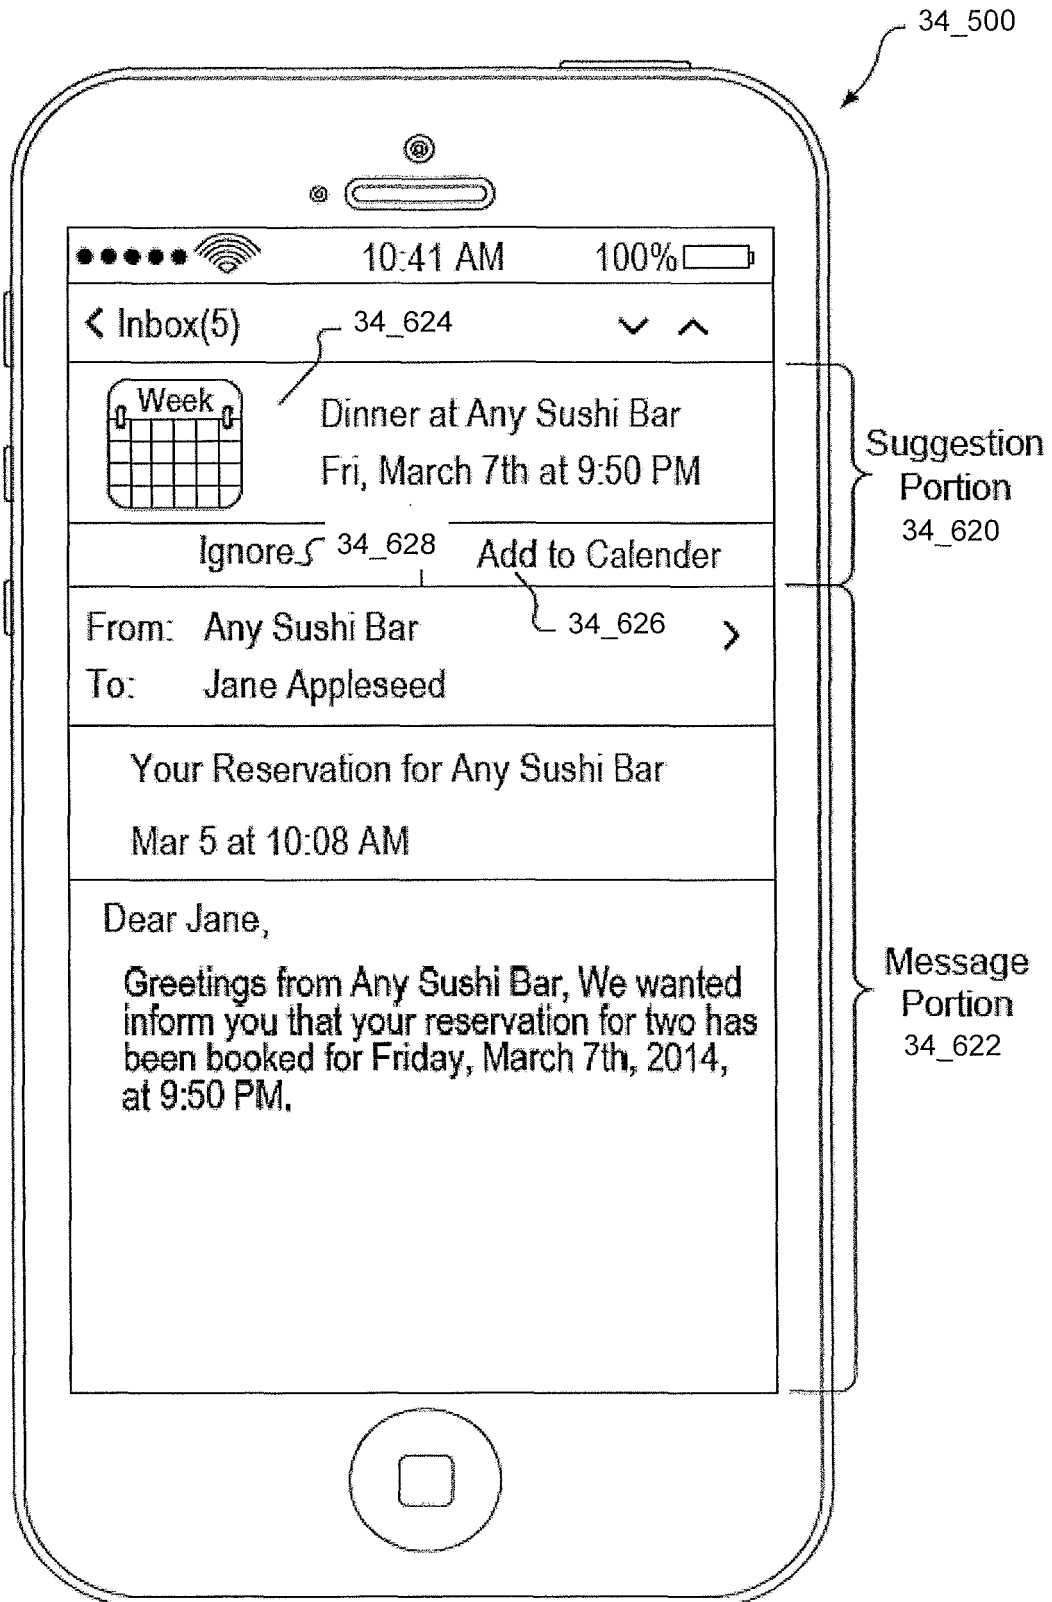 34_500
10:41 AM 100%
Inbox(5) 34_624
Week
Dinner at Any Sushi Bar
Fri, March 7th at 9:50 PM
Suggestion
Portion
34_620
Ignore 34_628 Add to Calender
From: Any Sushi Bar 34_626
To: Jane Appleseed
Your Reservation for Any Sushi Bar
Mar 5 at 10:08 AM
Dear Jane,
Greetings from Any Sushi Bar, We wanted
inform you that your reservation for two has
been booked for Friday, March 7th, 2014,
at 9:50 PM.
Message
Portion
34_622